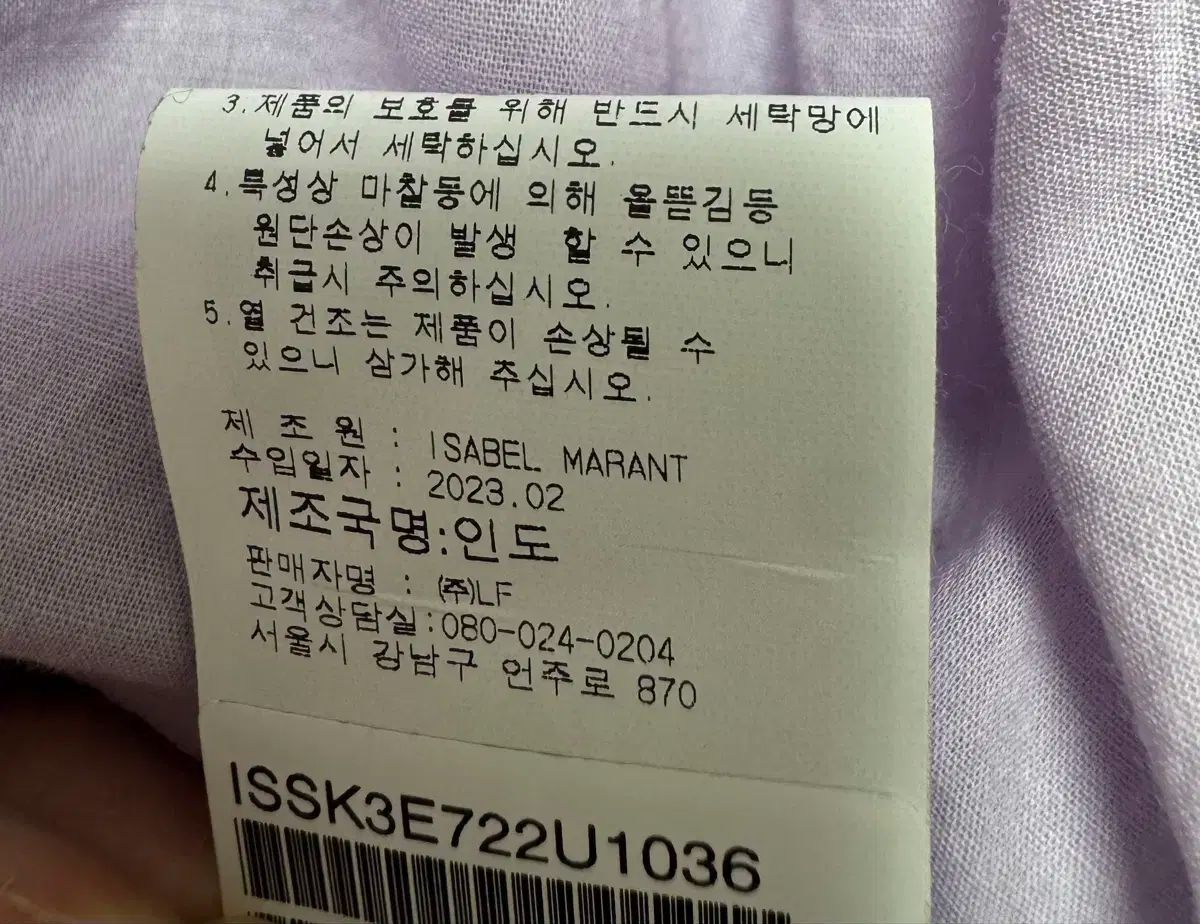 3.제품의 보호를 위해 반드시 세탁망에
넣어서 세탁하십시오.
4.특성상 마찰등에 의해 올뜯김등
원단손상이 발생 할 수 있으니
취급시 주의하십시오.
5.열 건조는 제품이 손상될 수
있으니 삼가해 주십시오.
제 조 원 : ISABEL MARANT
수입일자 : 2023.02
제조국명:인도
판매자명 : (주)LF
고객상담실:080-024-0204
서울시 강남구 언주로 870
ISSK3E722U1036